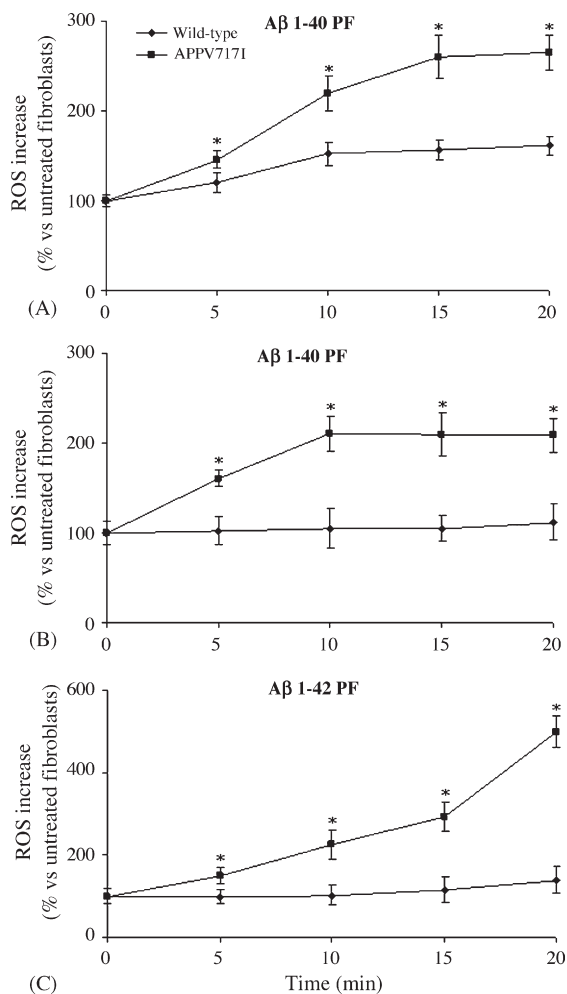 Aβ 1-40 PF
Wild-type
APPV717I
ROS increase
(% vs untreated fibroblasts)
300
200
100
0
* * * *
0 5 10 15 20
(A)
Aβ 1-40 PF
ROS increase
(% vs untreated fibroblasts)
300
200
100
0
* * * *
0 5 10 15 20
(B)
Aβ 1-42 PF
ROS increase
(% vs untreated fibroblasts)
600
400
200
0
* * * *
0 5 10 15 20
(C)
Time (min)